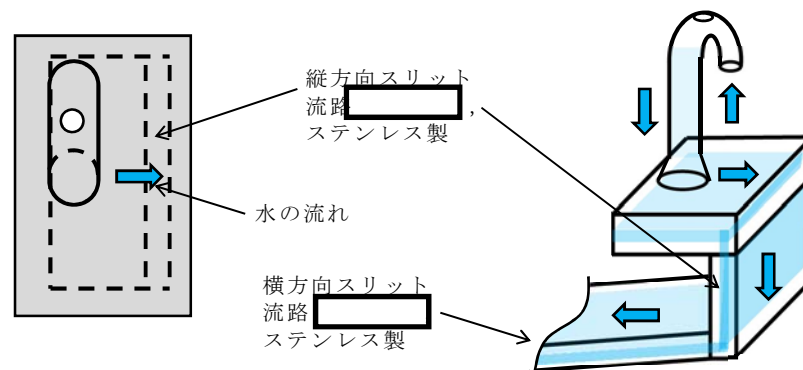 縦方向スリット
流路 ,
ステンレス製
水の流れ
横方向スリット
流路
ステンレス製